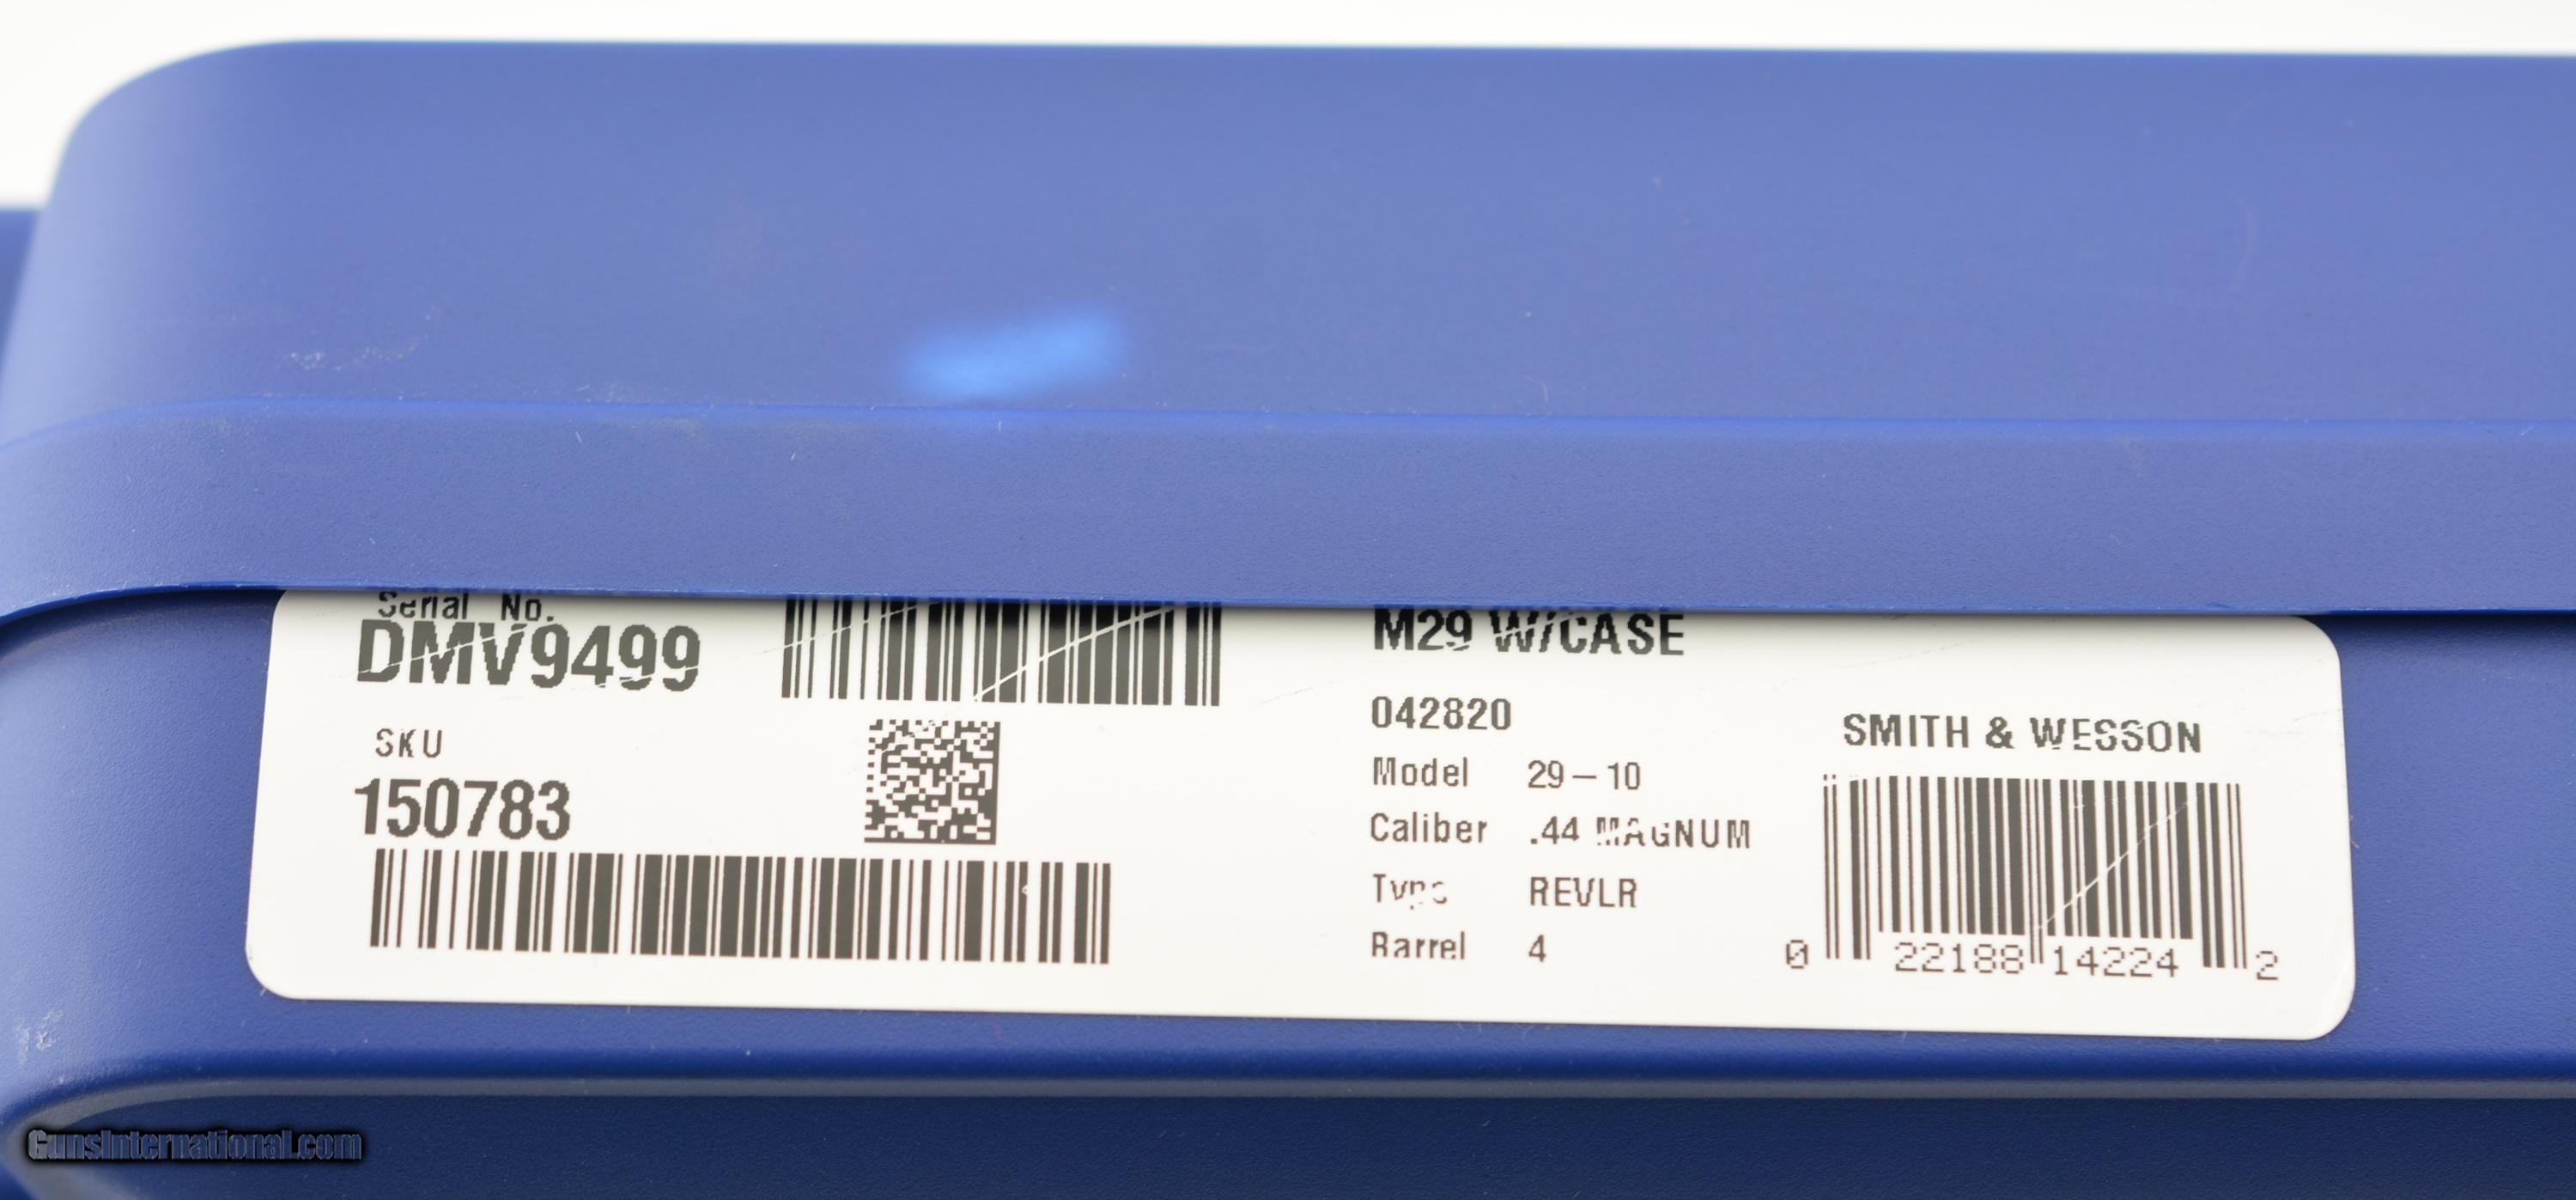 Serial No.
DMV9499
SKU
150783
M29 W/CASE
042820
Model 29-10
Caliber .44 MAGNUM
Type REVLR
Barrel 4
SMITH & WESSON
0 22188 14224 2
GunsInternational.com